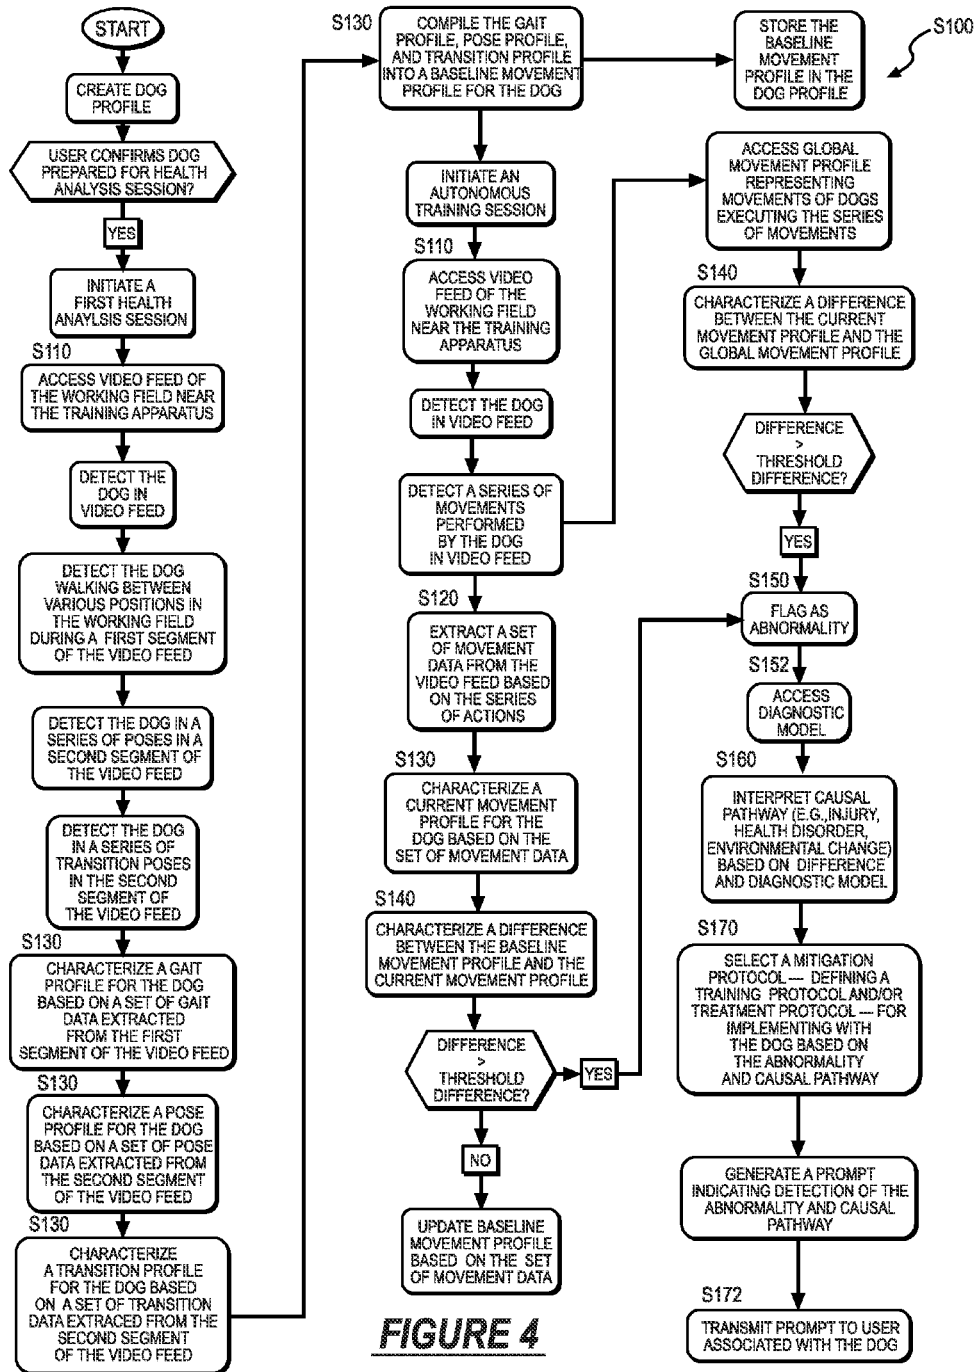 START
CREATE DOG
PROFILE
USER CONFIRMS DOG
PREPARED FOR HEALTH
ANALYSIS SESSION?
YES
INITIATE A
FIRST HEALTH
ANAYLSIS SESSION
S110
ACCESS VIDEO FEED OF
THE WORKING FIELD NEAR
THE TRAINING APPARATUS
DETECT THE
DOG IN
VIDEO FEED
DETECT THE DOG
WALKING BETWEEN
VARIOUS POSITIONS IN
THE WORKING FIELD
DURING A FIRST SEGMENT
OF THE VIDEO FEED
DETECT THE DOG IN A
SERIES OF POSES IN A
SECOND SEGMENT OF
THE VIDEO FEED
DETECT THE DOG
IN A SERIES OF
TRANSITION POSES
IN THE SECOND
SEGMENT OF
THE VIDEO FEED
S130
CHARACTERIZE A GAIT
PROFILE FOR THE DOG
BASED ON A SET OF GAIT
DATA EXTRACTED
FROM THE FIRST
SEGMENT OF THE VIDEO FEED
S130
CHARACTERIZE A POSE
PROFILE FOR THE DOG
BASED ON A SET OF POSE
DATA EXTRACTED FROM
THE SECOND SEGMENT
OF THE VIDEO FEED
S130
CHARACTERIZE
A TRANSITION PROFILE
FOR THE DOG BASED
ON A SET OF TRANSITION
DATA EXTRACED FROM THE
SECOND SEGMENT
OF THE VIDEO FEED
S130
COMPILE THE GAIT
PROFILE, POSE PROFILE,
AND TRANSITION PROFILE
INTO A BASELINE MOVEMENT
PROFILE FOR THE DOG
INITIATE AN
AUTONOMOUS
TRAINING SESSION
S110
ACCESS VIDEO
FEED OF THE
WORKING FIELD
NEAR THE TRAINING
APPARATUS
DETECT THE DOG
IN VIDEO FEED
DETECT A SERIES OF
MOVEMENTS
PERFORMED
BY THE DOG
IN VIDEO FEED
S120
EXTRACT A SET
OF MOVEMENT
DATA FROM THE
VIDEO FEED BASED
ON THE SERIES
OF ACTIONS
S130
CHARACTERIZE A
CURRENT MOVEMENT
PROFILE FOR THE
DOG BASED ON THE
SET OF MOVEMENT DATA
S140
CHARACTERIZE A DIFFERENCE
BETWEEN THE BASELINE
MOVEMENT PROFILE AND THE
CURRENT MOVEMENT PROFILE
DIFFERENCE
>
THRESHOLD
DIFFERENCE?
YES
NO
UPDATE BASELINE
MOVEMENT PROFILE
BASED ON THE SET
OF MOVEMENT DATA
STORE THE
BASELINE
MOVEMENT
PROFILE IN THE
DOG PROFILE
S100
ACCESS GLOBAL
MOVEMENT PROFILE
REPRESENTING
MOVEMENTS OF DOGS
EXECUTING THE SERIES
OF MOVEMENTS
S140
CHARACTERIZE A DIFFERENCE
BETWEEN THE CURRENT
MOVEMENT PROFILE AND THE
GLOBAL MOVEMENT PROFILE
DIFFERENCE
>
THRESHOLD
DIFFERENCE?
YES
S150
FLAG AS
ABNORMALITY
S152
ACCESS
DIAGNOSTIC
MODEL
S160
INTERPRET CAUSAL
PATHWAY (E.G.,INJURY,
HEALTH DISORDER,
ENVIRONMENTAL CHANGE)
BASED ON DIFFERENCE
AND DIAGNOSTIC MODEL
S170
SELECT A MITIGATION
PROTOCOL — DEFINING A
TRAINING PROTOCOL AND/OR
TREATMENT PROTOCOL — FOR
IMPLEMENTING WITH
THE DOG BASED ON
THE ABNORMALITY
AND CAUSAL PATHWAY
GENERATE A PROMPT
INDICATING DETECTION OF THE
ABNORMALITY AND CAUSAL
PATHWAY
S172
TRANSMIT PROMPT TO USER
ASSOCIATED WITH THE DOG
FIGURE 4